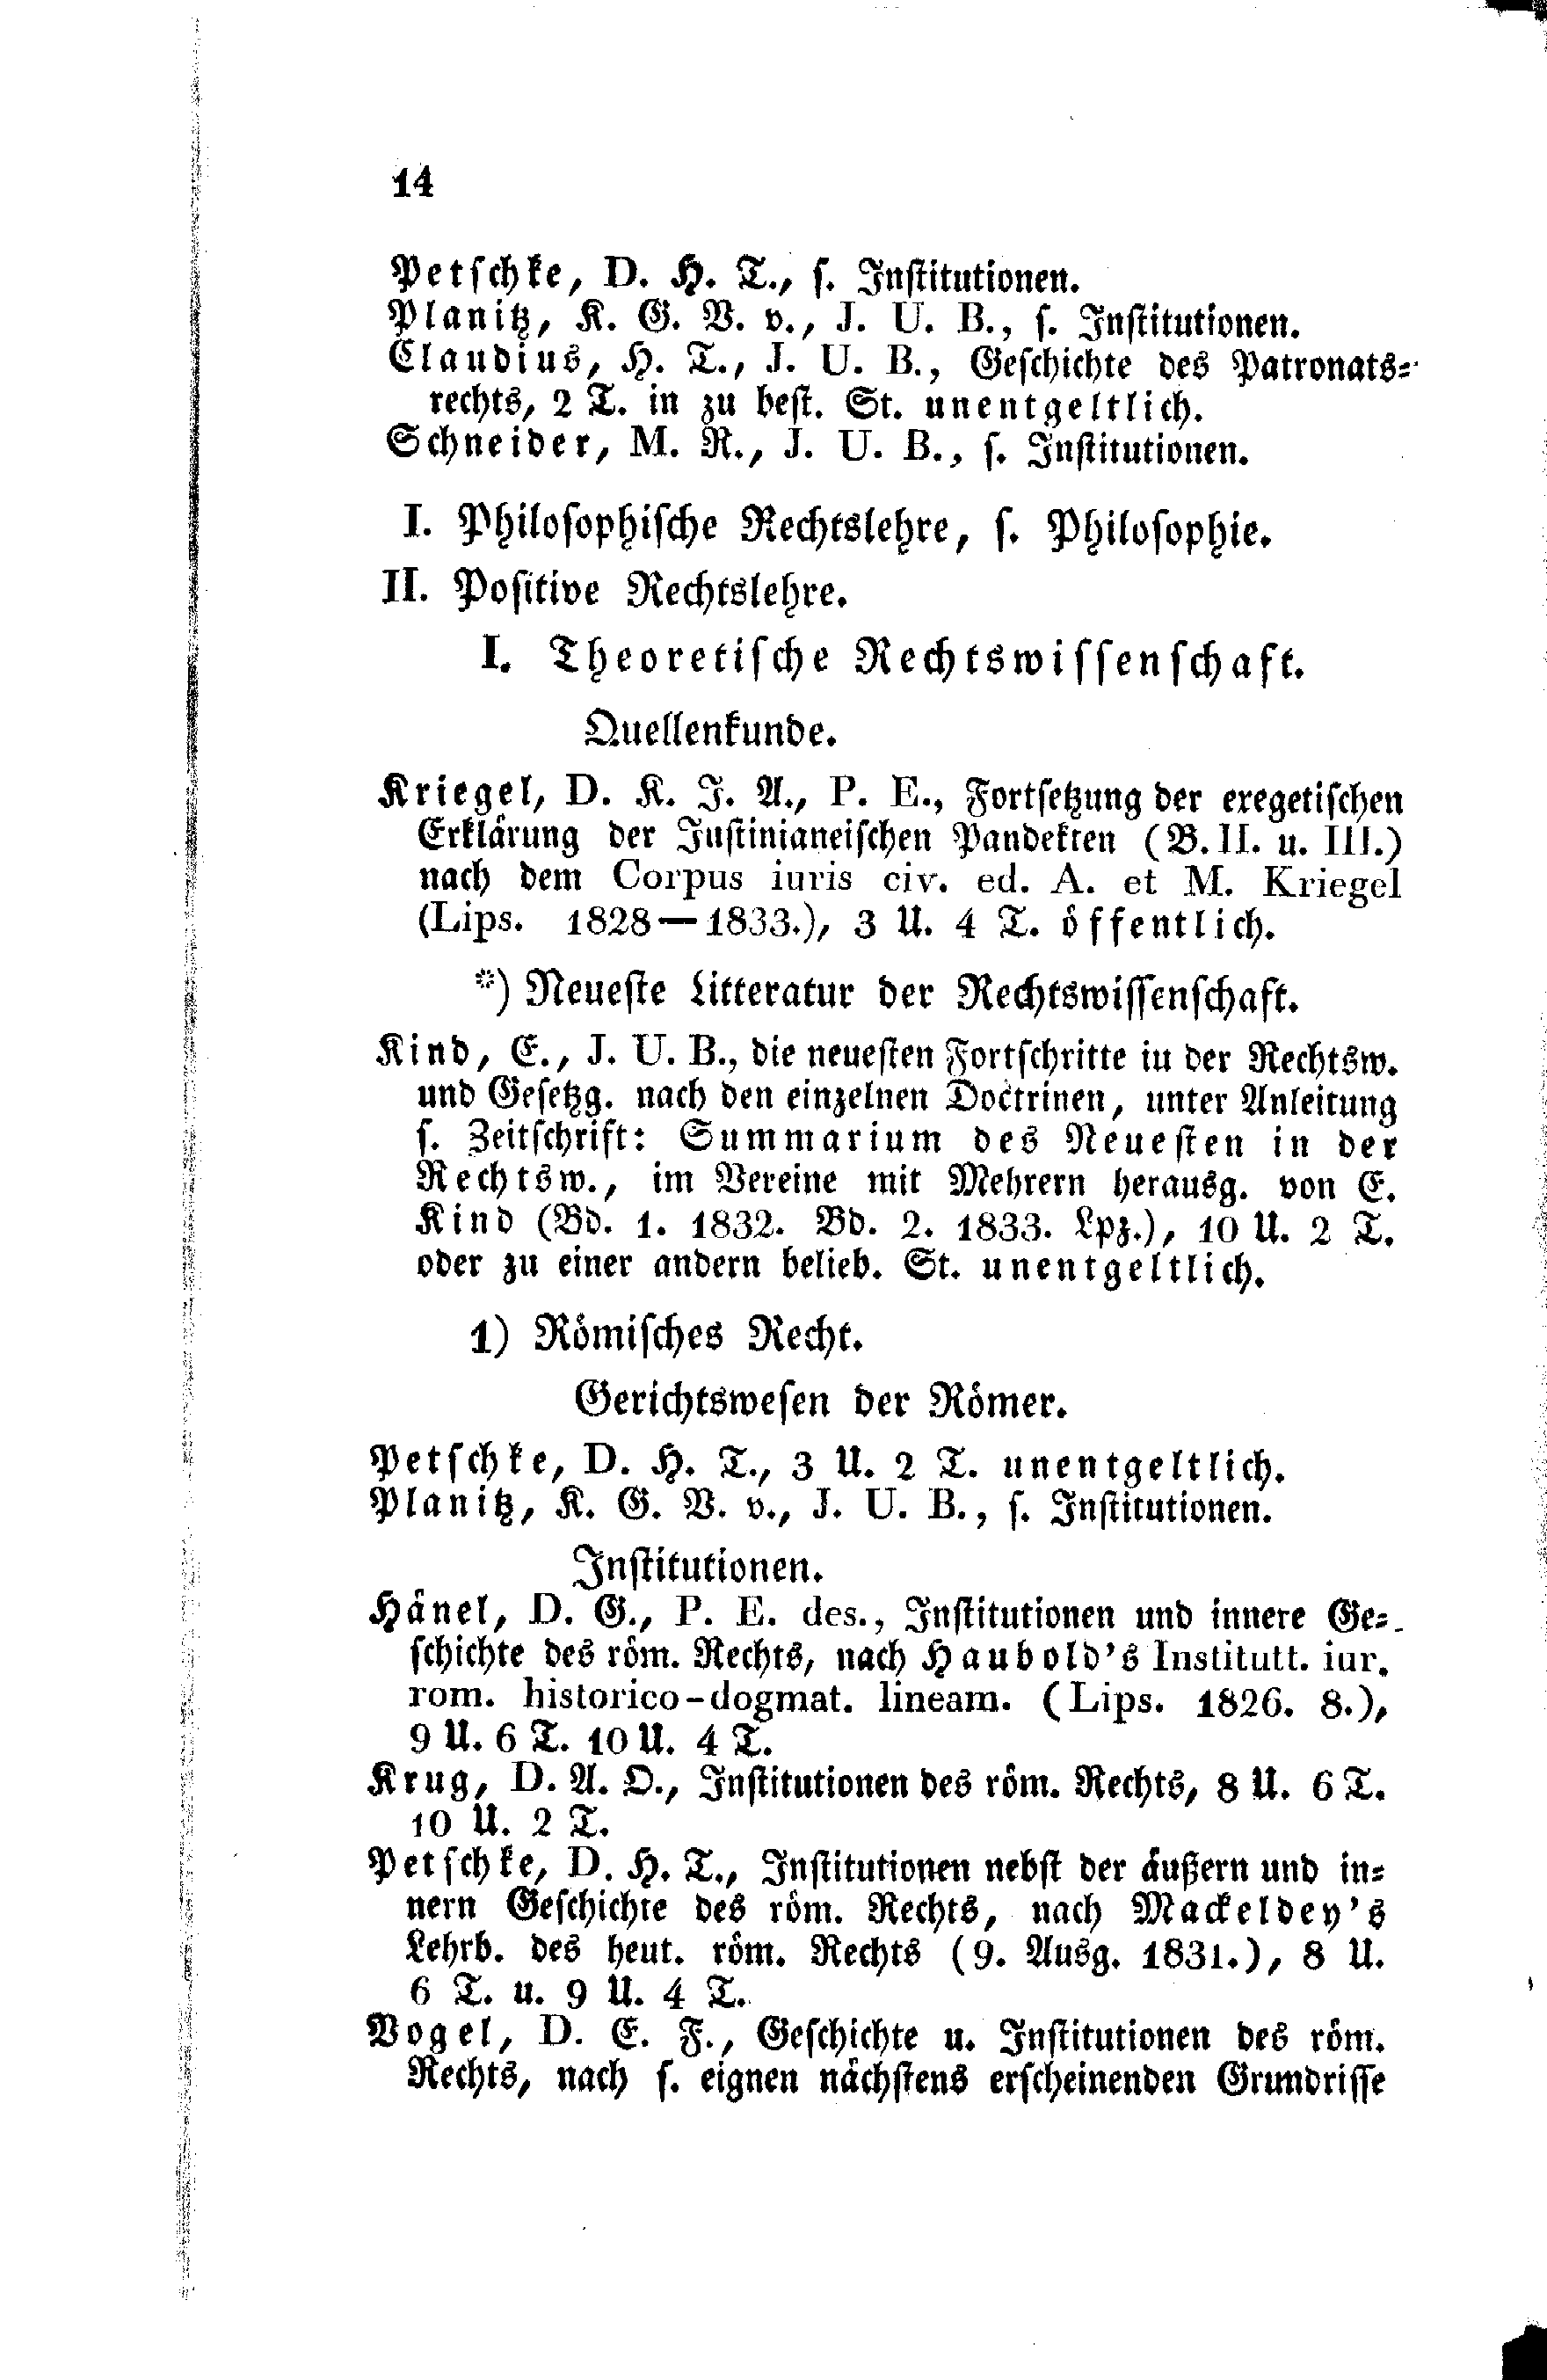 14
Petschke, D. H. T., s. Institutionen.
Planitz, K. G. V. v., J. U. B., s. Institutionen.
Claudius, H. T., J. U. B., Geschichte des Patronats-
rechts, 2 T. in zu best. St. unentgeltlich.
Schneider, M. R., J. U. B., s. Institutionen.
I. Philosophische Rechtslehre, s. Philosophie.
II. Positive Rechtslehre.
I. Theoretische Rechtswissenschaft.
Quellenkunde.
Kriegel, D. K. J. A., P. E., Fortsetzung der exegetischen
Erklärung der Justinianeischen Pandekten (B. II. u. III.)
nach dem Corpus iuris civ. ed. A. et M. Kriegel
(Lips. 1828—1833.), 3 U. 4 T. öffentlich.
*) Neueste Litteratur der Rechtswissenschaft.
Kind, E., J. U. B., die neuesten Fortschritte in der Rechtsw.
und Gesetzg. nach den einzelnen Doctrinen, unter Anleitung
s. Zeitschrift: Summarium des Neuesten in der
Rechtsw., im Vereine mit Mehrern herausg. von E.
Kind (Bd. 1. 1832. Bd. 2. 1833. Lpz.), 10 U. 2 T.
oder zu einer andern belieb. St. unentgeltlich.
1) Römisches Recht.
Gerichtswesen der Römer.
Petschke, D. H. T., 3 U. 2 T. unentgeltlich.
Planitz, K. G. V. v., J. U. B., s. Institutionen.
Institutionen.
Hänel, D. G., P. E. des., Institutionen und innere Ge-
schichte des röm. Rechts, nach Haubold's Institutt. iur.
rom. historico-dogmat. lineam. (Lips. 1826. 8.),
9 U. 6 T. 10 U. 4 T.
Krug, D. A. O., Institutionen des röm. Rechts, 8 U. 6 T.
10 U. 2 T.
Petschke, D. H. T., Institutionen nebst der äußern und in-
nern Geschichte des röm. Rechts, nach Mackeldey's
Lehrb. des heut. röm. Rechts (9. Ausg. 1831.), 8 U.
6 T. u. 9 U. 4 T.
Vogel, D. E. F., Geschichte u. Institutionen des röm.
Rechts, nach s. eignen nächstens erscheinenden Grundrisse